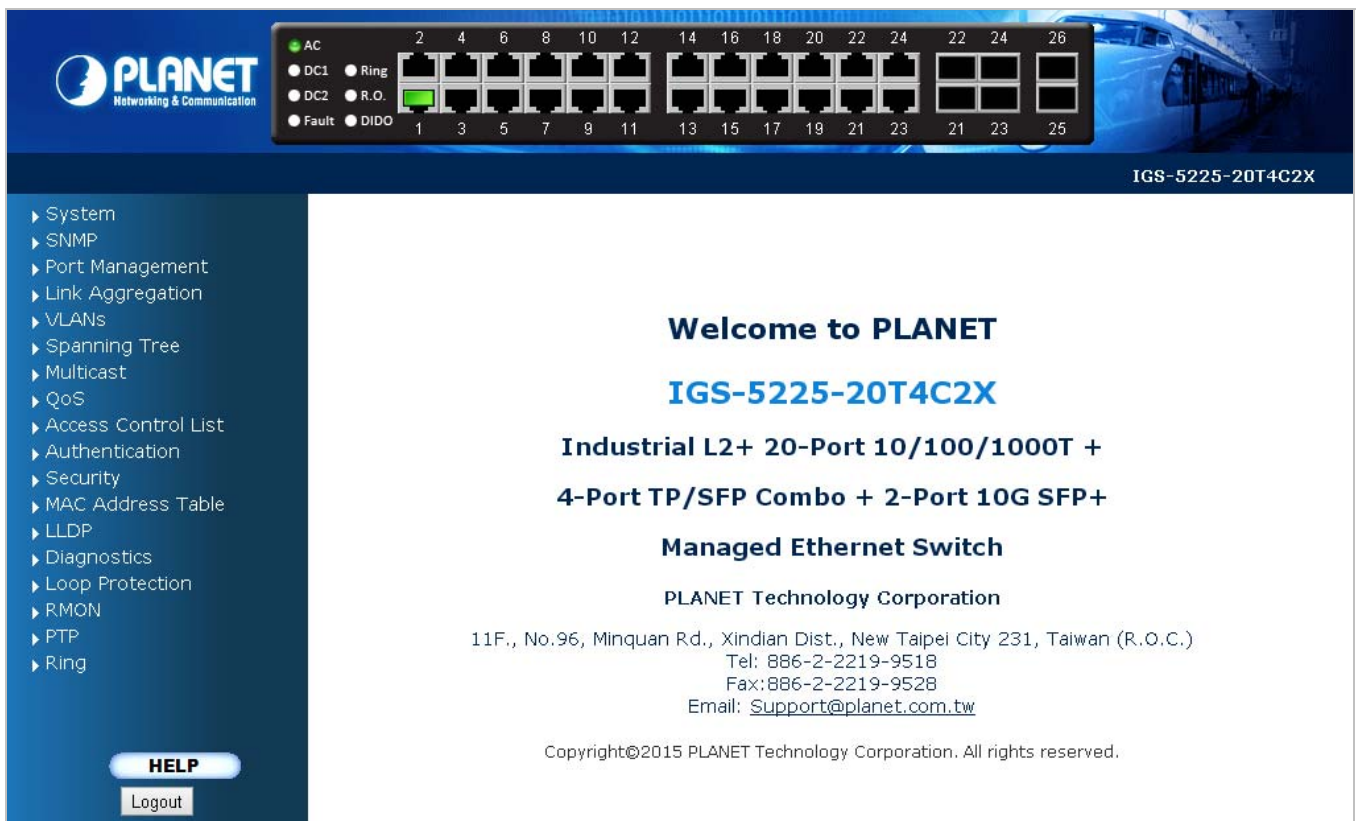 PLANET
Networking & Communication
AC
DC1 Ring
DC2 R.O.
Fault DIDO
2 4 6 8 10 12 14 16 18 20 22 24 22 24 26
1 3 5 7 9 11 13 15 17 19 21 23 21 23 25
IGS-5225-20T4C2X
System
SNMP
Port Management
Link Aggregation
VLANs
Spanning Tree
Multicast
QoS
Access Control List
Authentication
Security
MAC Address Table
LLDP
Diagnostics
Loop Protection
RMON
PTP
Ring
HELP
Logout
Welcome to PLANET
IGS-5225-20T4C2X
Industrial L2+ 20-Port 10/100/1000T +
4-Port TP/SFP Combo + 2-Port 10G SFP+
Managed Ethernet Switch
PLANET Technology Corporation
11F., No.96, Minquan Rd., Xindian Dist., New Taipei City 231, Taiwan (R.O.C.)
Tel: 886-2-2219-9518
Fax:886-2-2219-9528
Email: Support@planet.com.tw
Copyright©2015 PLANET Technology Corporation. All rights reserved.